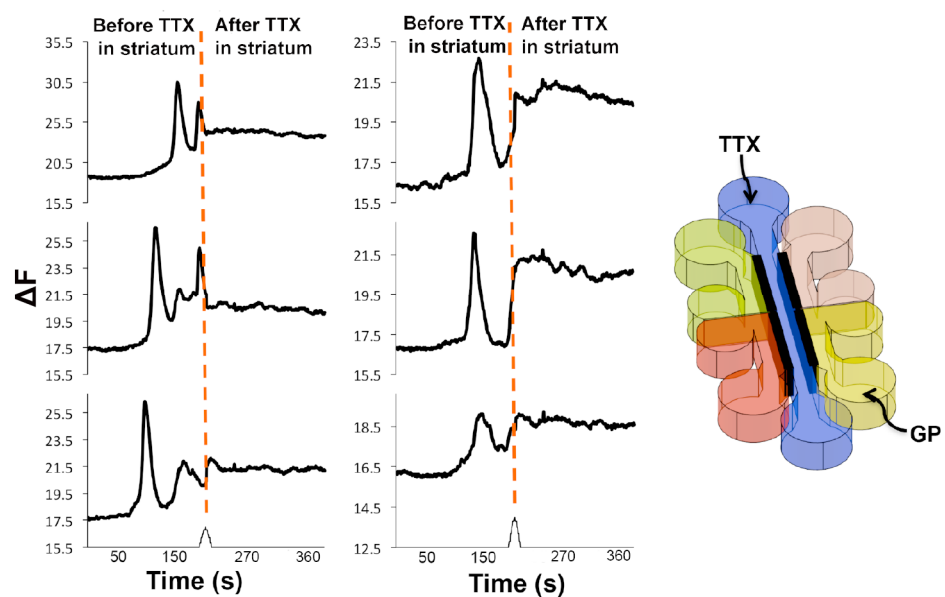 Before TTX
in striatum
After TTX
in striatum
Before TTX
in striatum
After TTX
in striatum
35.5
30.5
25.5
20.5
15.5
23.5
21.5
19.5
17.5
15.5
ΔF
26.5
23.5
21.5
19.5
17.5
15.5
21.5
19.5
17.5
15.5
25.5
23.5
21.5
19.5
17.5
15.5
18.5
16.5
14.5
12.5
50
150
270
360
50
150
270
360
Time (s)
Time (s)
TTX
GP